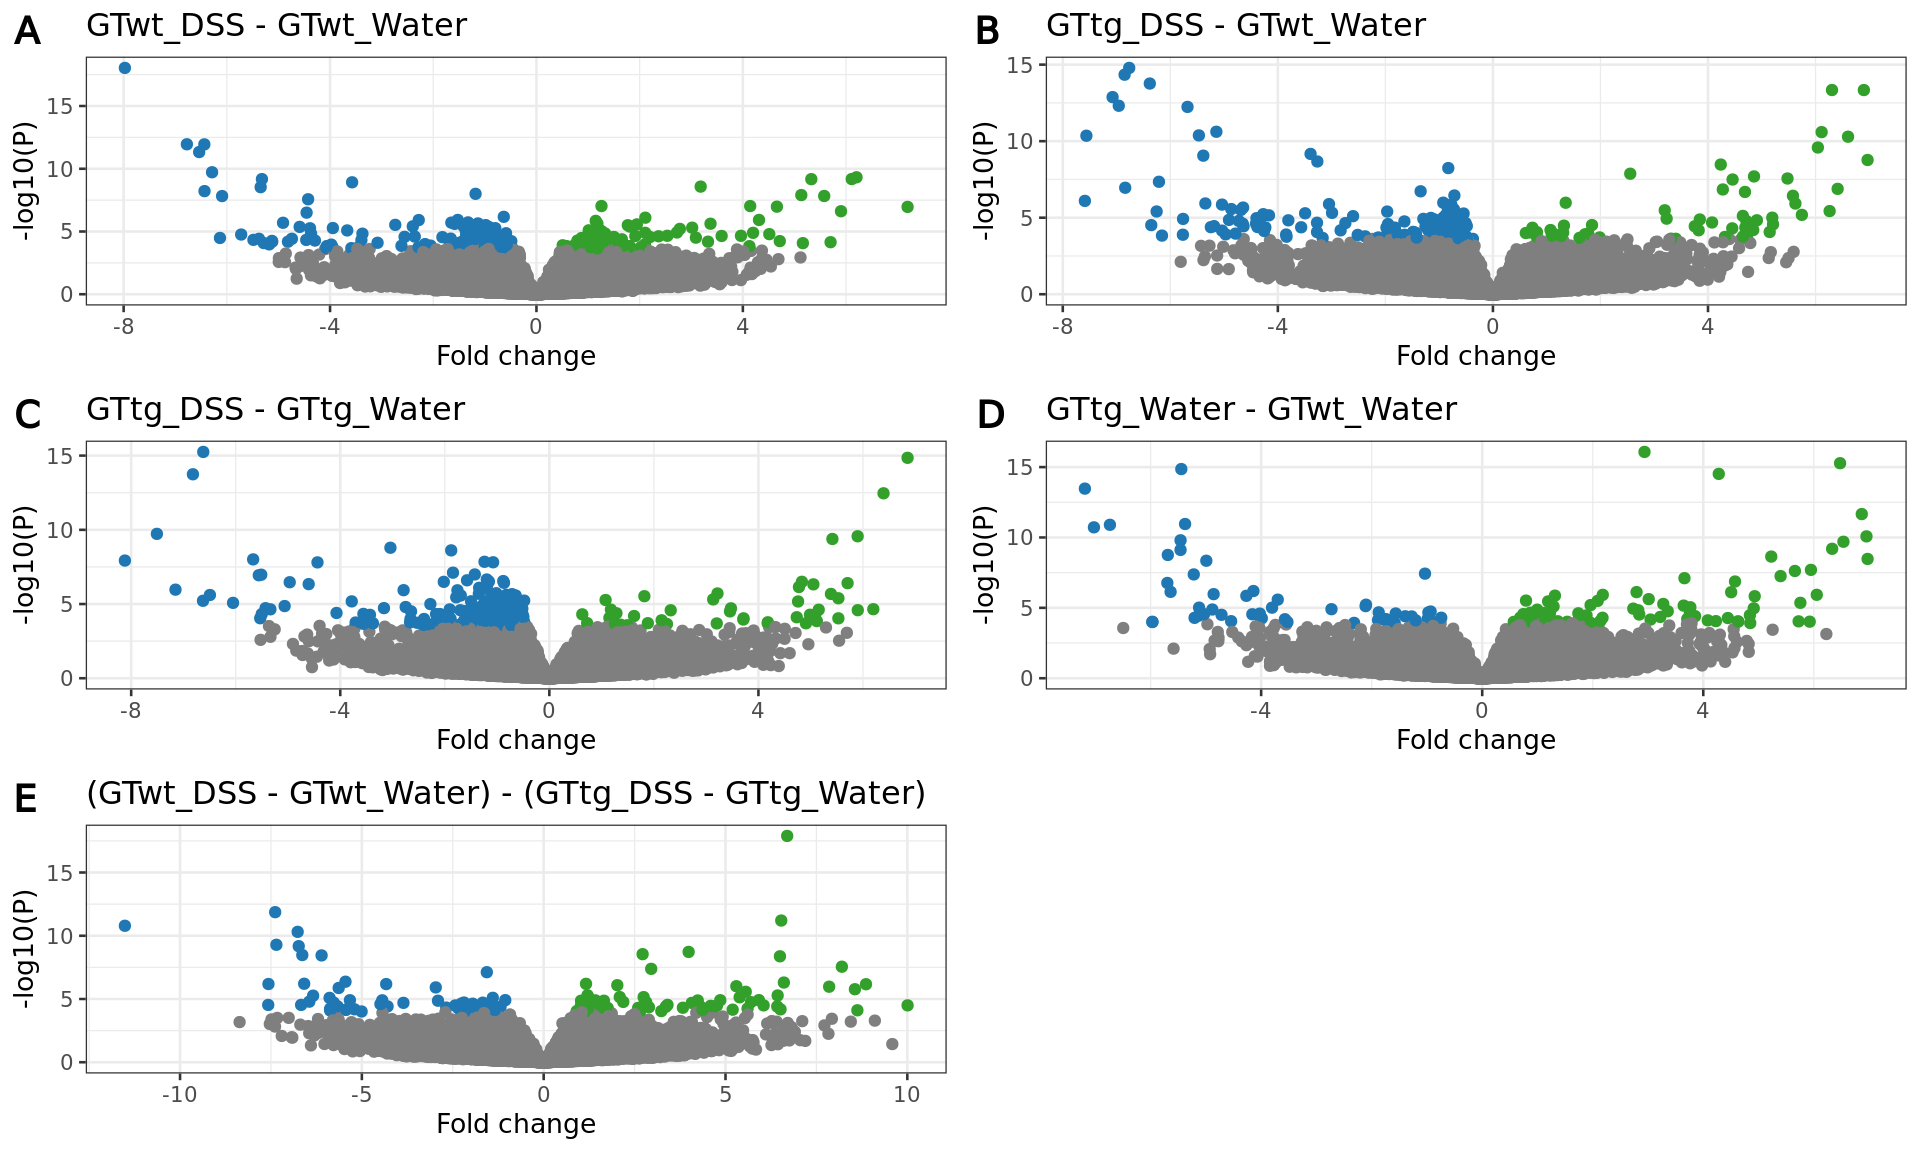 A GTwt_DSS - GTwt_Water
15
10
5
0
-log10(P)
-8 -4 0 4
Fold change
B GTtg_DSS - GTwt_Water
15
10
5
0
-log10(P)
-8 -4 0 4
Fold change
C GTtg_DSS - GTtg_Water
15
10
5
0
-log10(P)
-8 -4 0 4
Fold change
D GTtg_Water - GTwt_Water
15
10
5
0
-log10(P)
-4 0 4
Fold change
E (GTwt_DSS - GTwt_Water) - (GTtg_DSS - GTtg_Water)
15
10
5
0
-log10(P)
-10 -5 0 5 10
Fold change